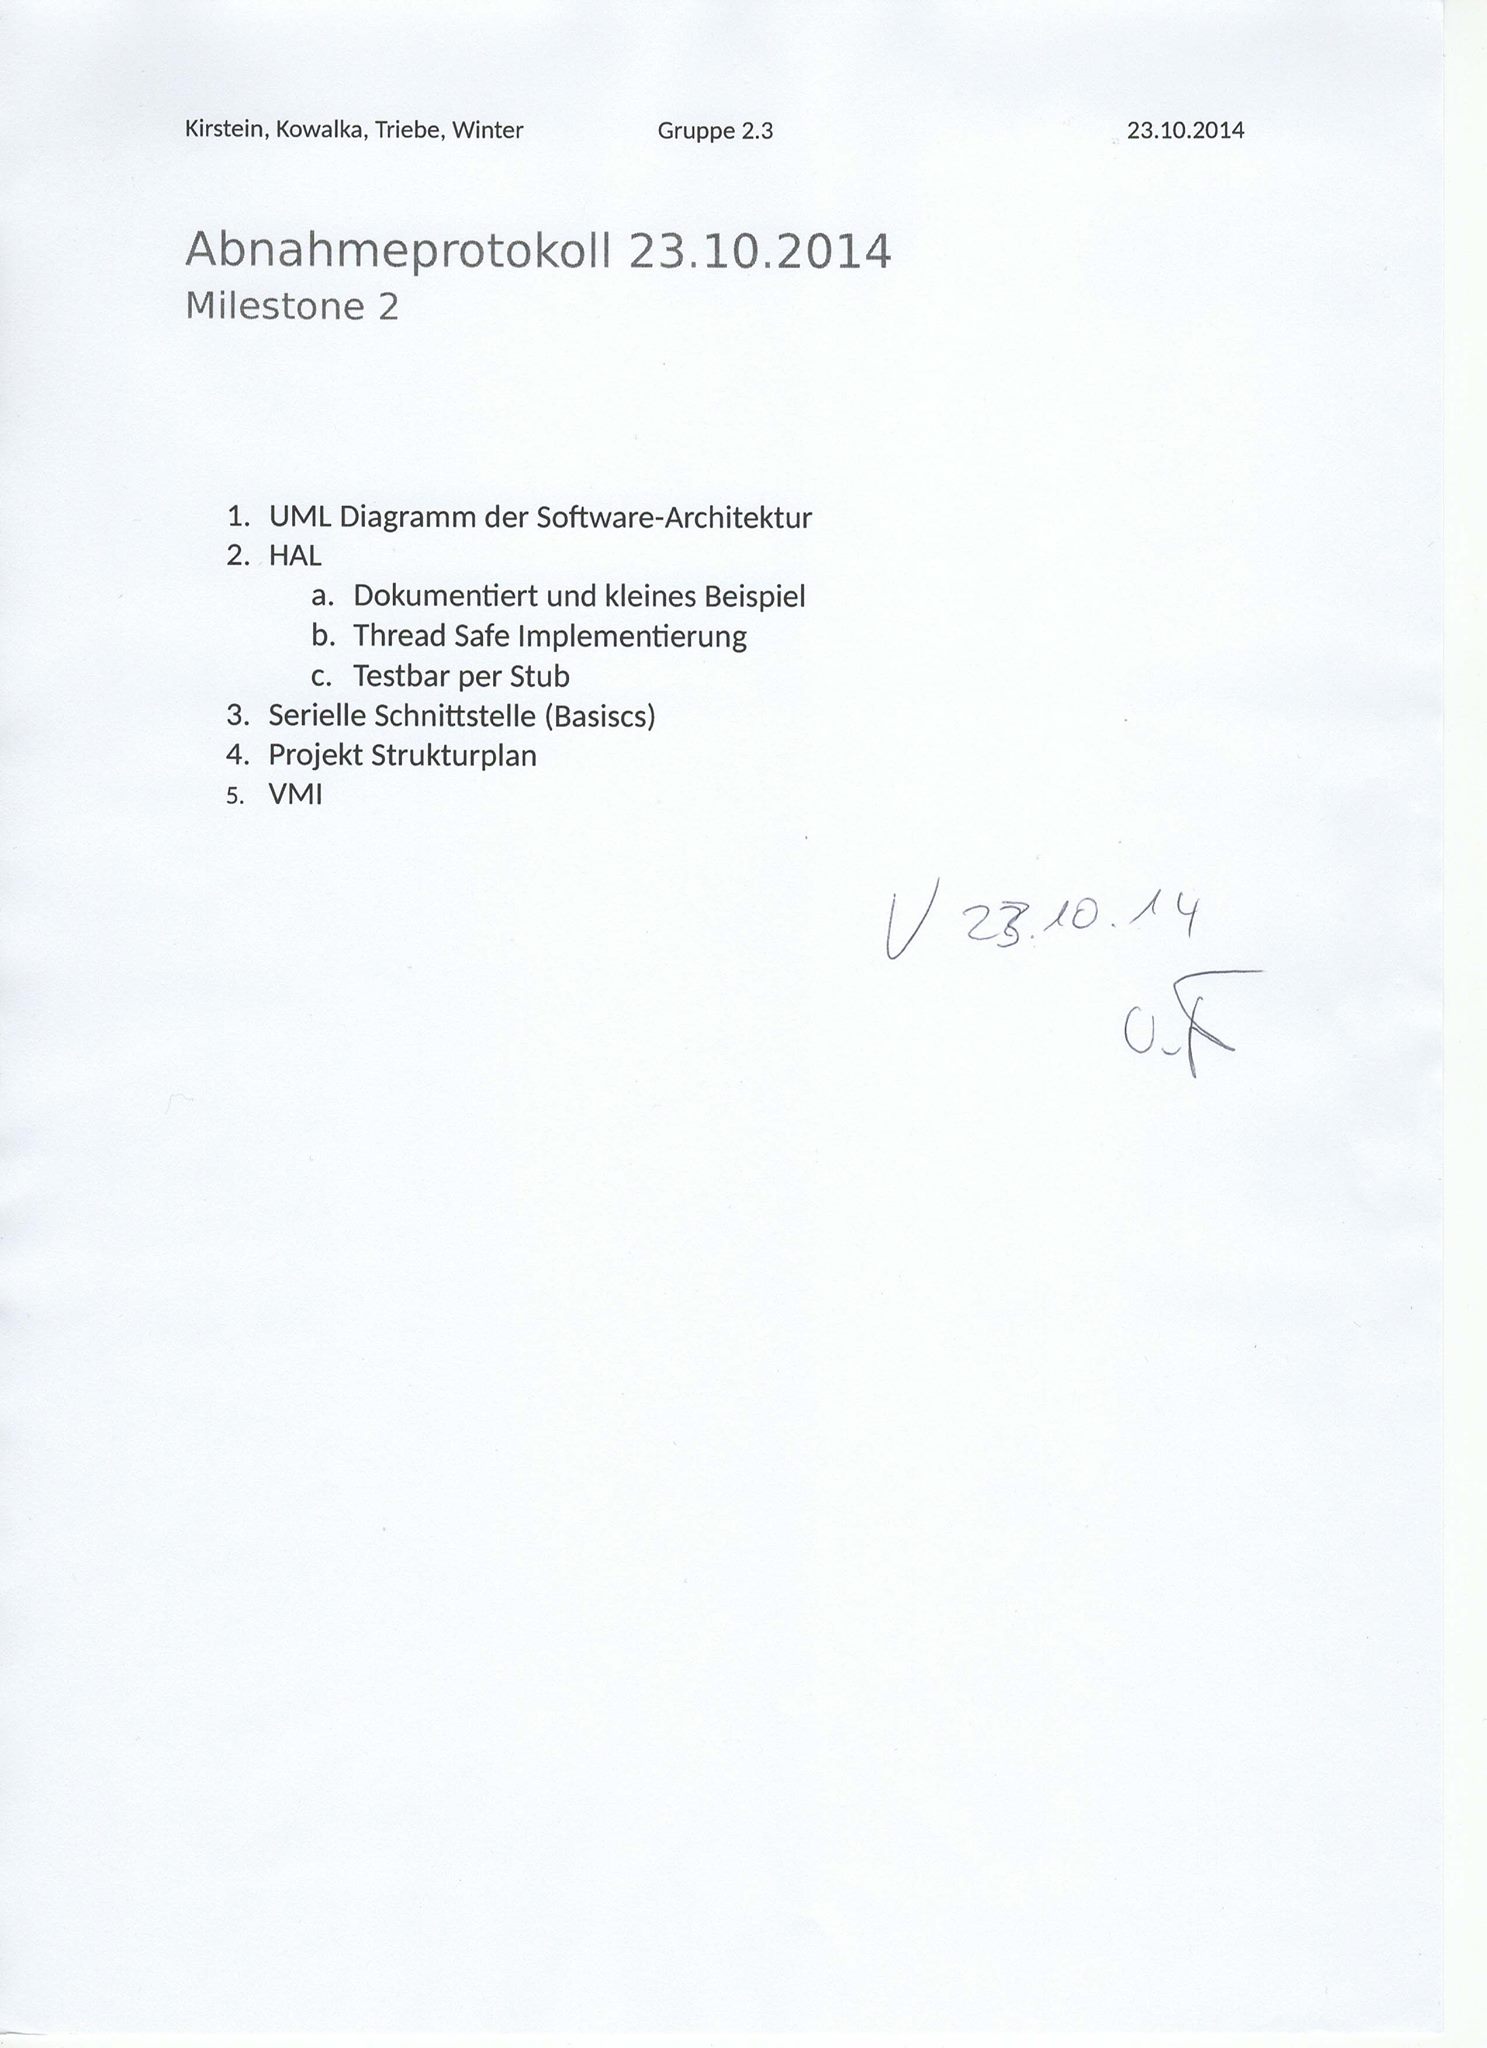 Kirstein, Kowalka, Triebe, Winter Gruppe 2.3 23.10.2014
Abnahmeprotokoll 23.10.2014
Milestone 2
1. UML Diagramm der Software-Architektur
2. HAL
a. Dokumentiert und kleines Beispiel
b. Thread Safe Implementierung
c. Testbar per Stub
3. Serielle Schnittstelle (Basiscs)
4. Projekt Strukturplan
5. VMI
23.10.14